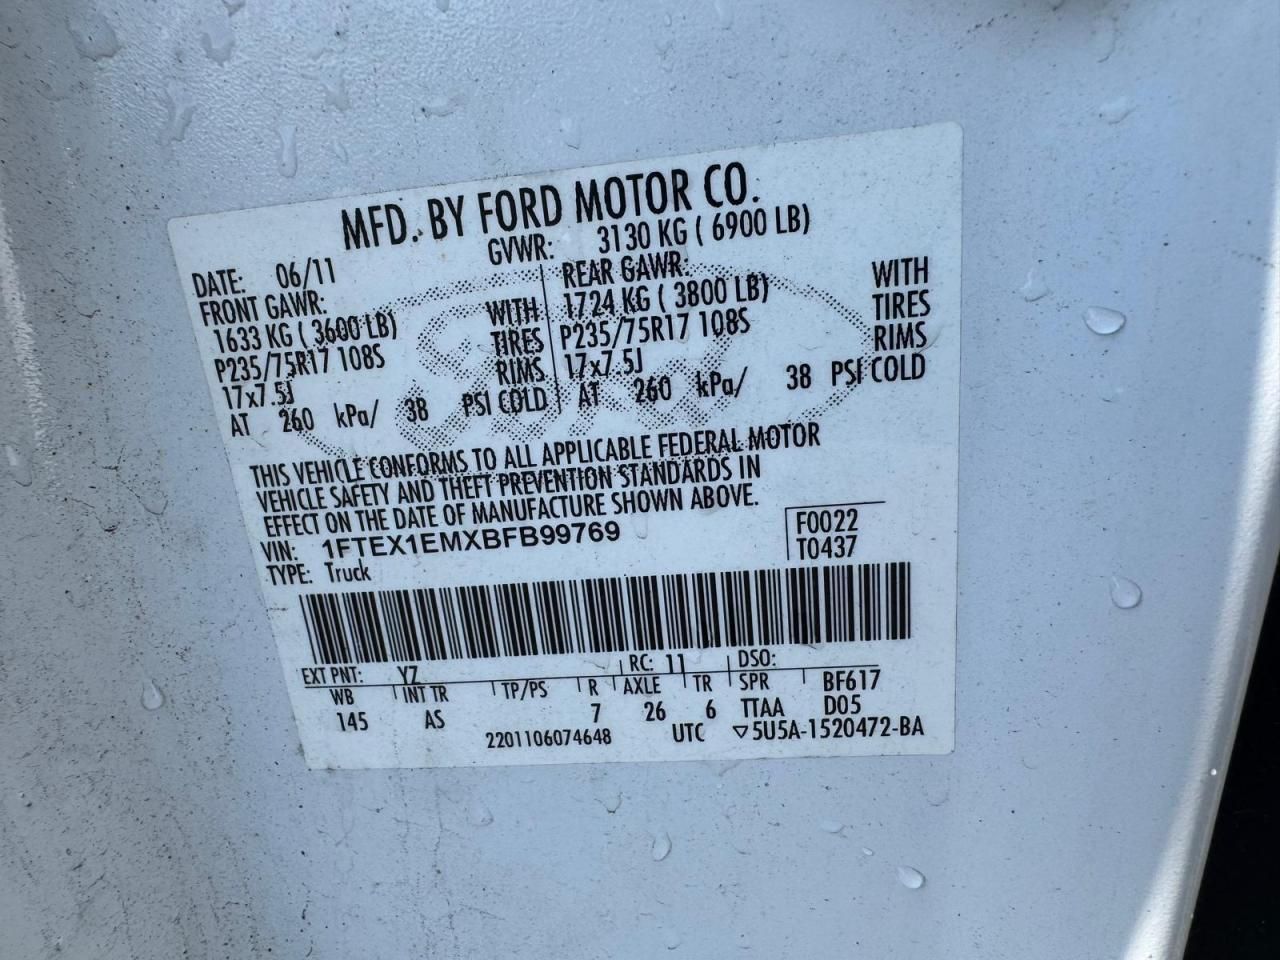 MFD. BY FORD MOTOR CO.
DATE: 06/11 GVWR: 3130 KG ( 6900 LB)
FRONT GAWR: REAR GAWR:
1633 KG ( 3600 LB) WITH 1724 KG ( 3800 LB) WITH
P235/75R17 108S TIRES P235/75R17 108S TIRES
17x7.5J RIMS 17x7.5J RIMS
AT 260 kPa/ 38 PSI COLD AT 260 kPa/ 38 PSI COLD
THIS VEHICLE CONFORMS TO ALL APPLICABLE FEDERAL MOTOR
VEHICLE SAFETY AND THEFT PREVENTION STANDARDS IN
EFFECT ON THE DATE OF MANUFACTURE SHOWN ABOVE.
VIN: 1FTEX1EMXBFB99769 F0022
TYPE: Truck T0437
EXT PNT: YZ RC: 11 DSO:
WB INT TR TP/PS R AXLE TR SPR BF617
145 AS 7 26 6 TTAA D05
2201106074648 UTC ▽5U5A-1520472-BA
Ford